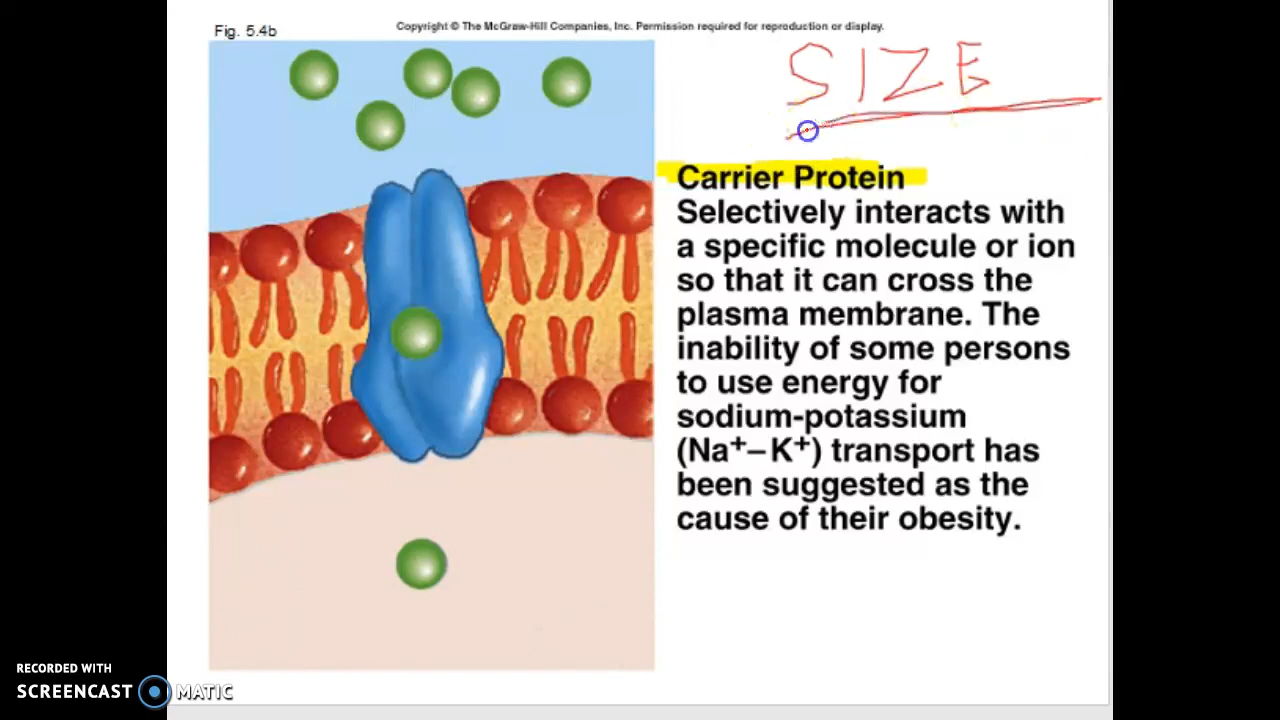 Fig. 5.4b
Copyright © The McGraw-Hill Companies, Inc. Permission required for reproduction or display.
SIZE
Carrier Protein
Selectively interacts with
a specific molecule or ion
so that it can cross the
plasma membrane. The
inability of some persons
to use energy for
sodium-potassium
(Na⁺–K⁺) transport has
been suggested as the
cause of their obesity.
RECORDED WITH
SCREENCAST MATIC